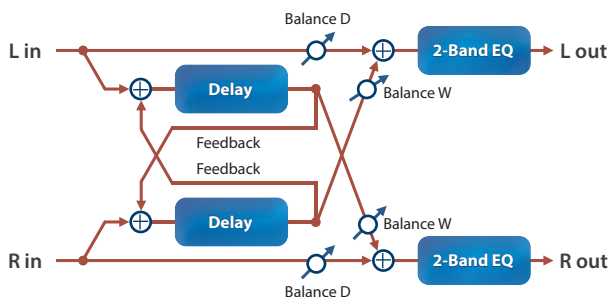 Balance D
L in
2-Band EQ
L out
Delay
Balance W
Feedback
Feedback
Delay
Balance W
R in
2-Band EQ
R out
Balance D